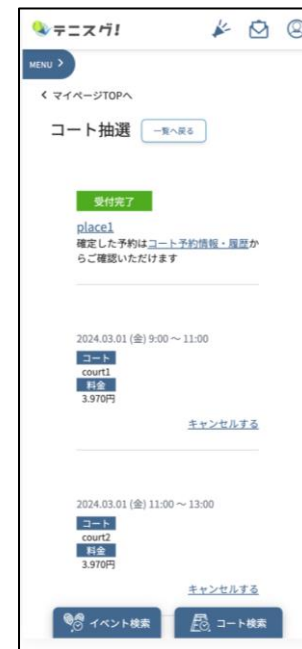 テニスグ!
MENU >
< マイページTOPへ
コート抽選 一覧へ戻る
受付完了
place1
確定した予約はコート予約情報・履歴か
らご確認いただけます
2024.03.01 (金) 9:00 ~ 11:00
コート
court1
料金
3.970円
キャンセルする
2024.03.01 (金) 11:00 ~ 13:00
コート
court2
料金
3.970円
キャンセルする
イベント検索 コート検索